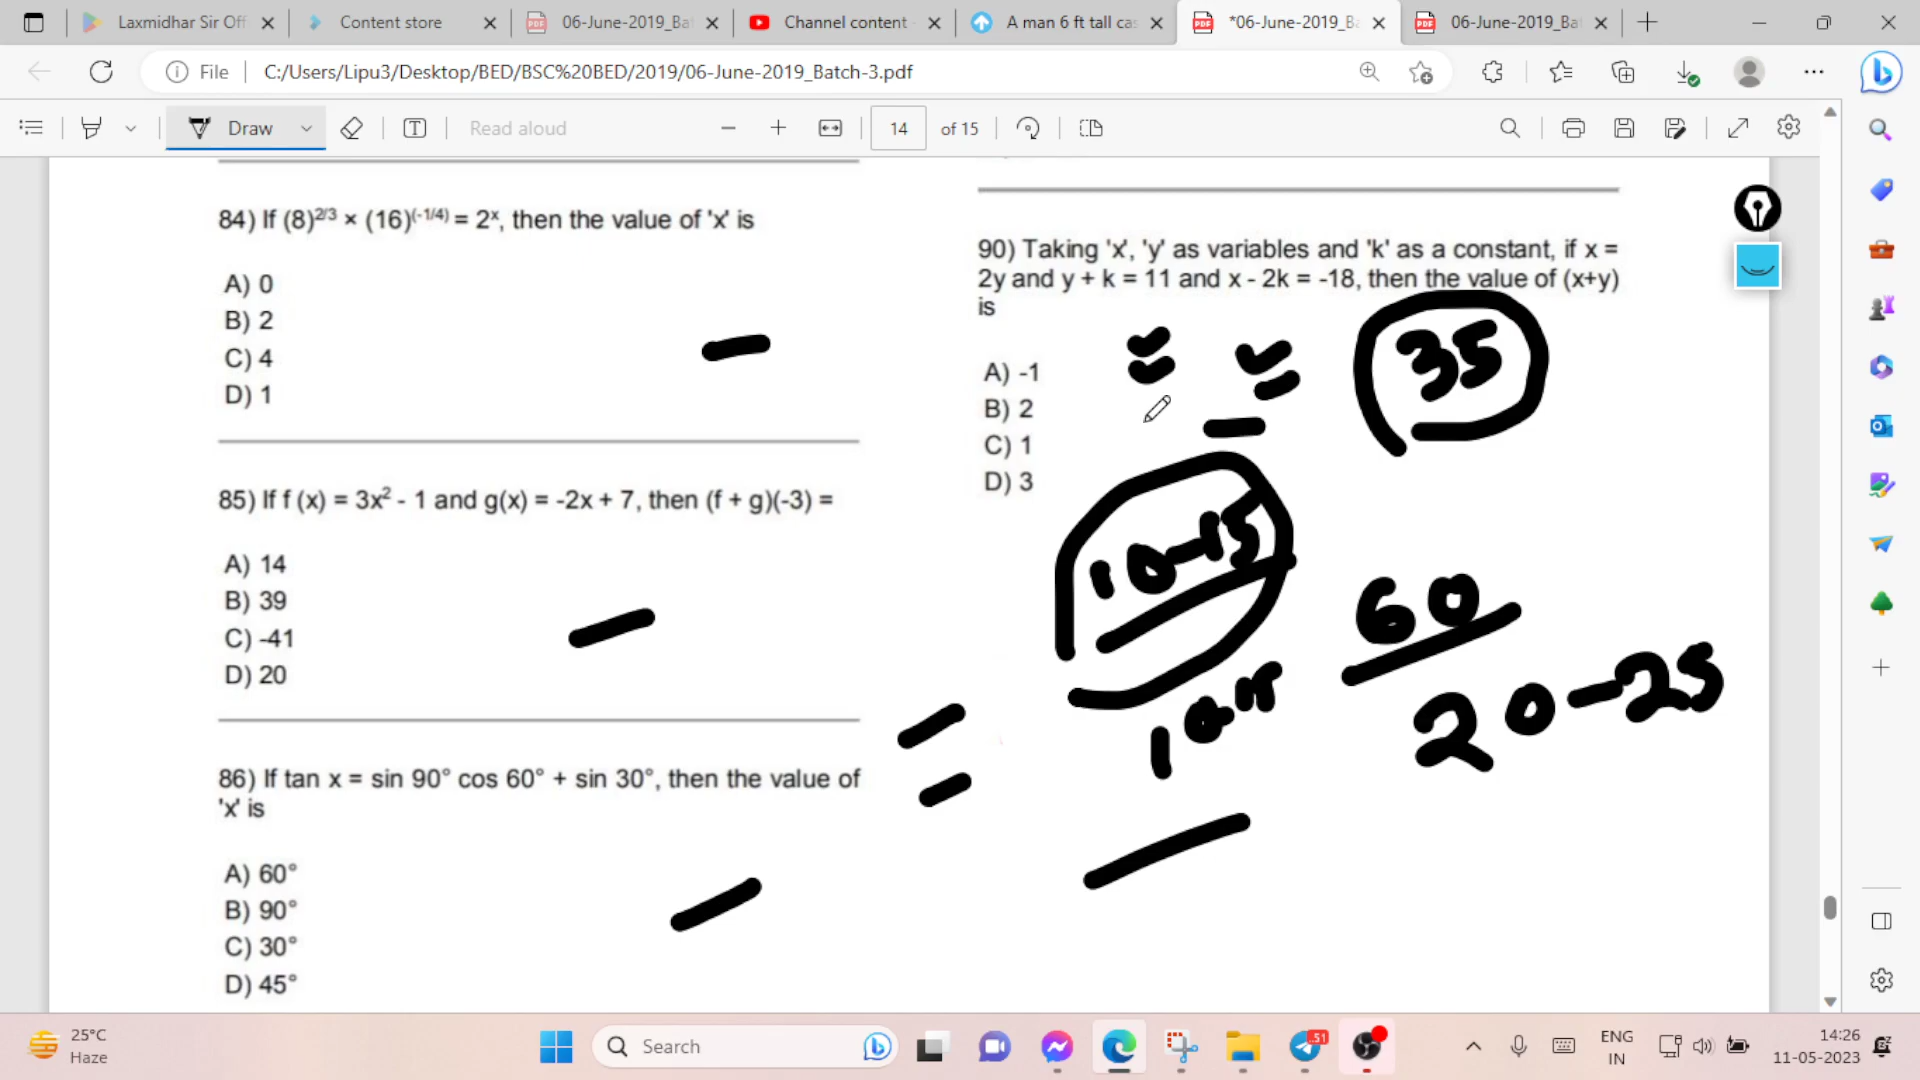 Laxmidhar Sir Off
Content store
06-June-2019_Bat
Channel content
A man 6 ft tall cas
*06-June-2019_Ba
06-June-2019_Batc
File
C:/Users/Lipu3/Desktop/BED/BSC%20BED/2019/06-June-2019_Batch-3.pdf
Draw
Read aloud
14
of 15
84) If (8)^2/3 × (16)^(-1/4) = 2^x, then the value of 'x' is
A) 0
B) 2
C) 4
D) 1
85) If f (x) = 3x² - 1 and g(x) = -2x + 7, then (f + g)(-3) =
A) 14
B) 39
C) -41
D) 20
86) If tan x = sin 90° cos 60° + sin 30°, then the value of
'x' is
A) 60°
B) 90°
C) 30°
D) 45°
90) Taking 'x', 'y' as variables and 'k' as a constant, if x =
2y and y + k = 11 and x - 2k = -18, then the value of (x+y)
is
A) -1
B) 2
C) 1
D) 3
35
10-15
60
20-25
25°C
Haze
Search
51
ENG
IN
14:26
11-05-2023